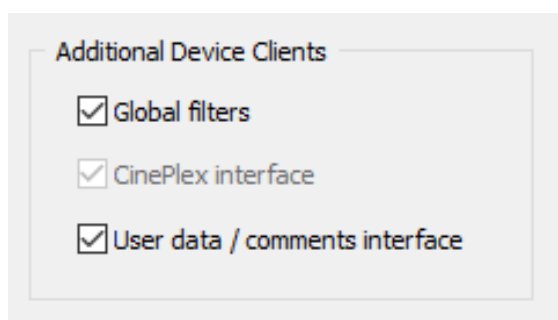 Additional Device Clients
Global filters
CinePlex interface
User data / comments interface